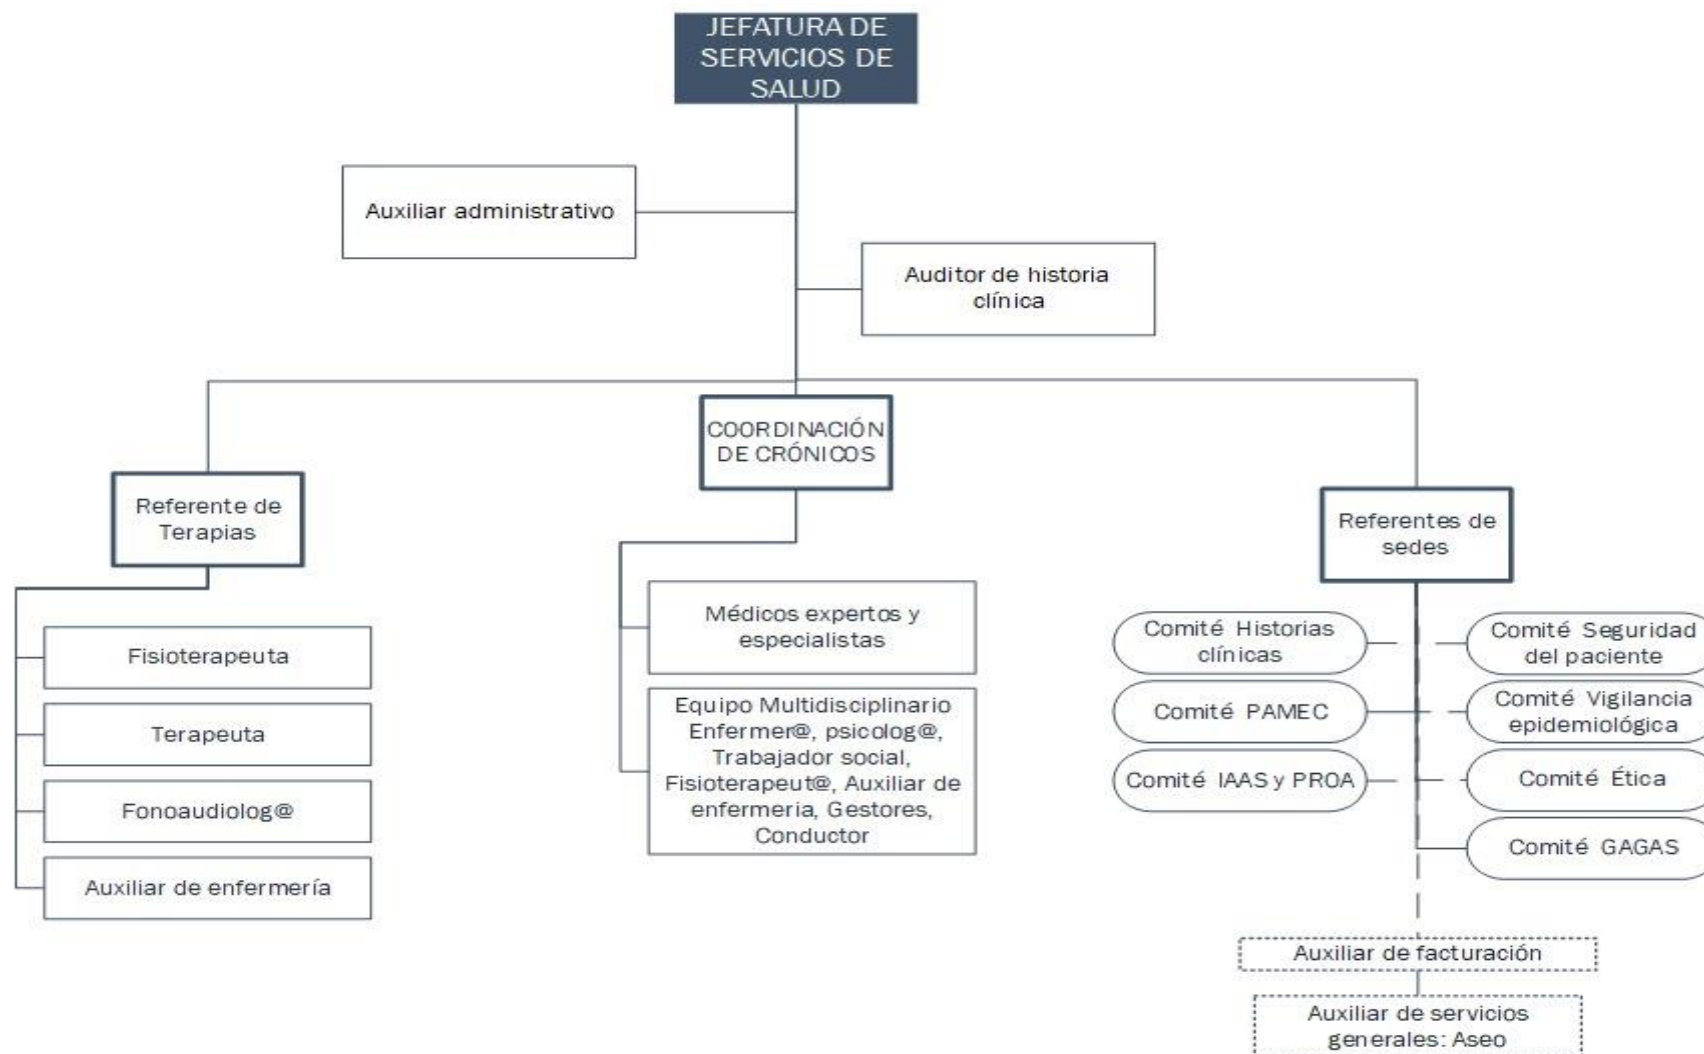 JEFATURA DE
SERVICIOS DE
SALUD
Auxiliar administrativo
Auditor de historia
clínica
COORDINACIÓN
DE CRÓNICOS
Referente de
Terapias
Referentes de
sedes
Fisioterapeuta
Terapeuta
Fonoaudiolog@
Auxiliar de enfermería
Médicos expertos y
especialistas
Equipo Multidisciplinario
Enfermer@, psicolog@,
Trabajador social,
Fisioterapeut@, Auxiliar de
enfermeria, Gestores,
Conductor
Comité Historias
clínicas
Comité Seguridad
del paciente
Comité PAMEC
Comité Vigilancia
epidemiológica
Comité IAAS y PROA
Comité Ética
Comité GAGAS
Auxiliar de facturación
Auxiliar de servicios
generales: Aseo